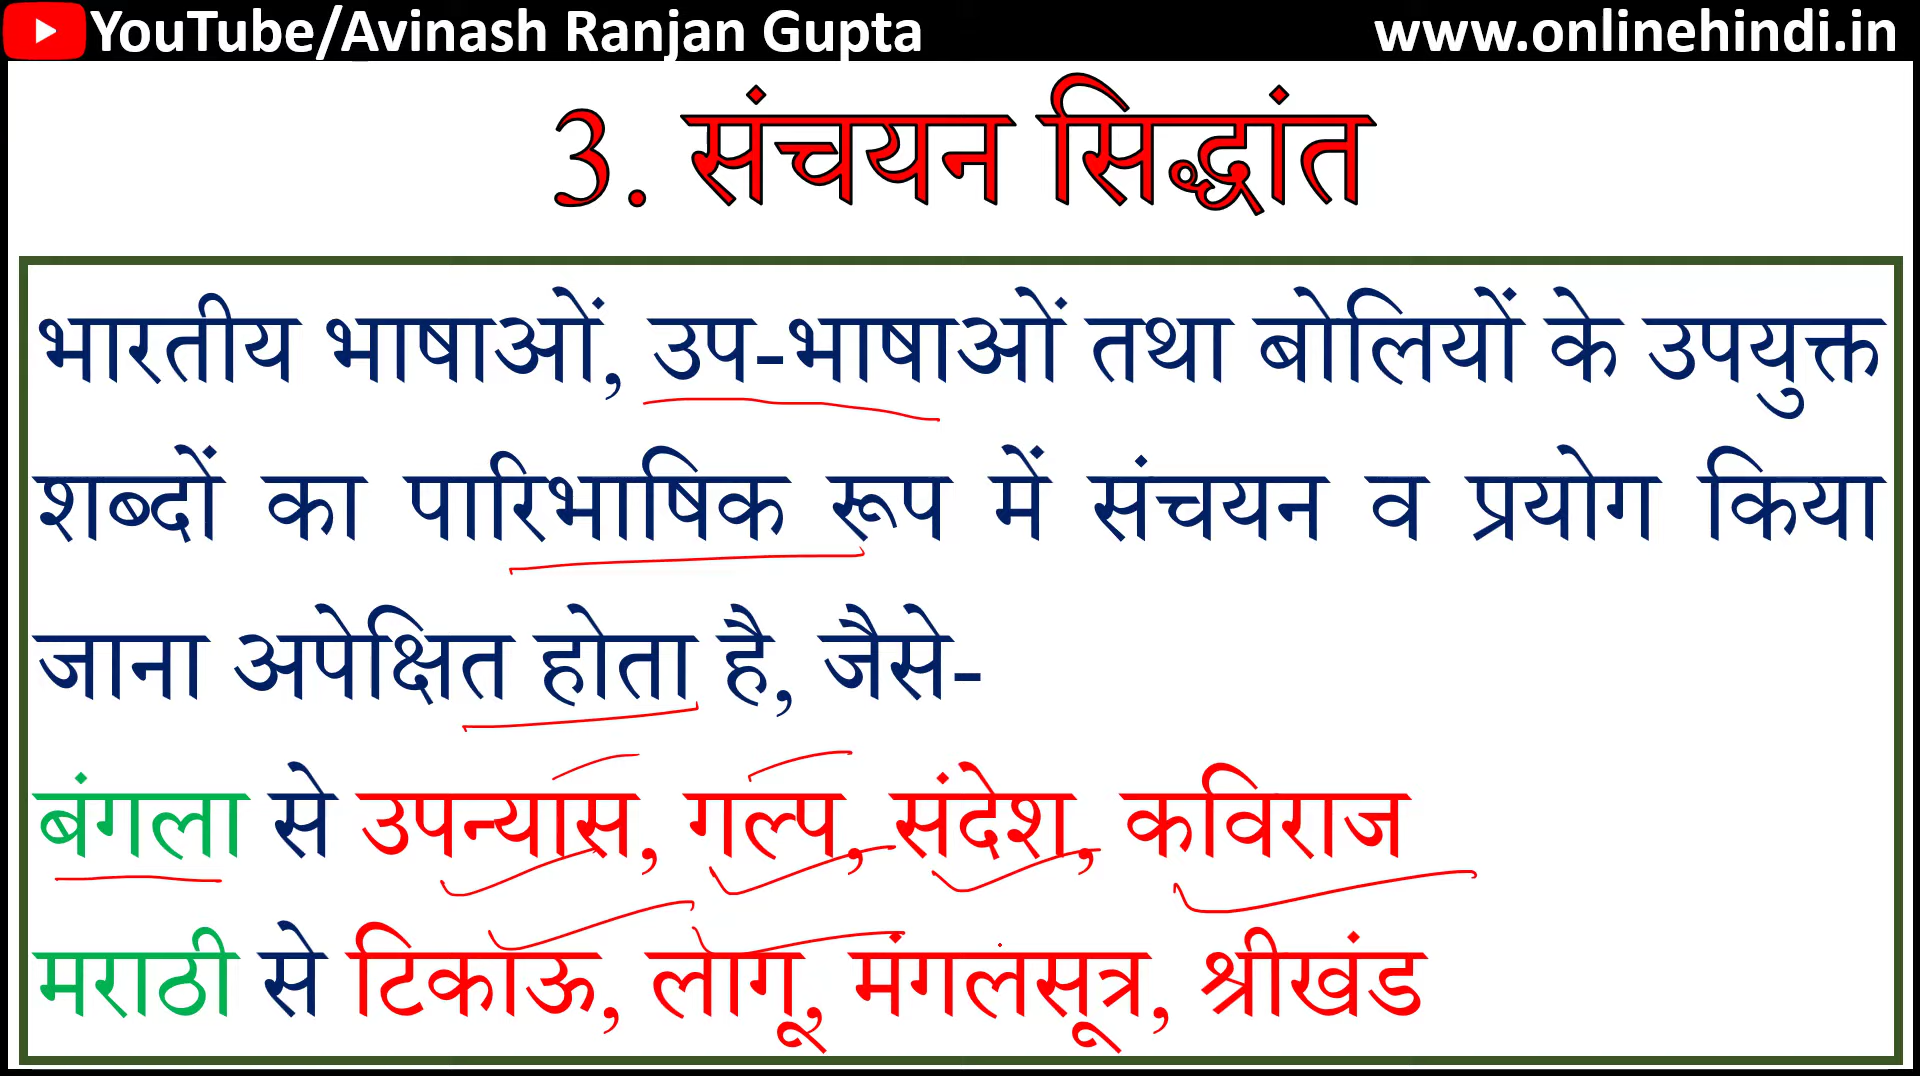 YouTube/Avinash Ranjan Gupta www.onlinehindi.in
3. संचयन सिद्धांत
भारतीय भाषाओं, उप-भाषाओं तथा बोलियों के उपयुक्त
शब्दों का पारिभाषिक रूप में संचयन व प्रयोग किया
जाना अपेक्षित होता है, जैसे-
बंगला से उपन्यास, गल्प, संदेश, कविराज
मराठी से टिकाऊ, लागू, मंगलसूत्र, श्रीखंड